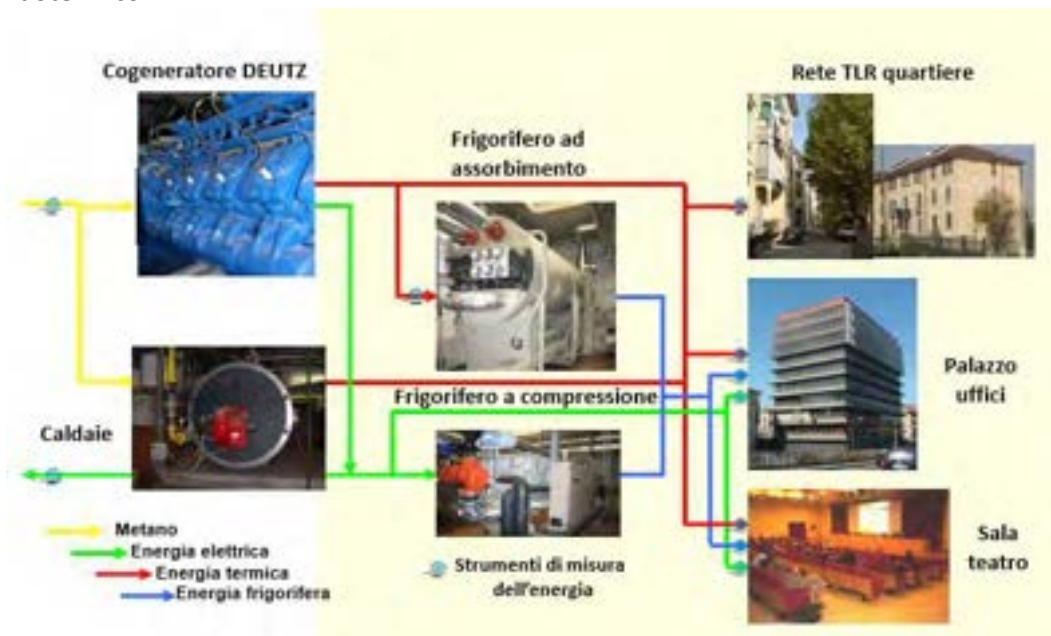 Cogeneratore DEUTZ
Rete TLR quartiere
Frigorifero ad
assorbimento
Frigorifero a compressione
Palazzo
uffici
Caldaie
Sala
teatro
Metano
Energia elettrica
Energia termica
Energia frigorifera
Strumenti di misura
dell'energia